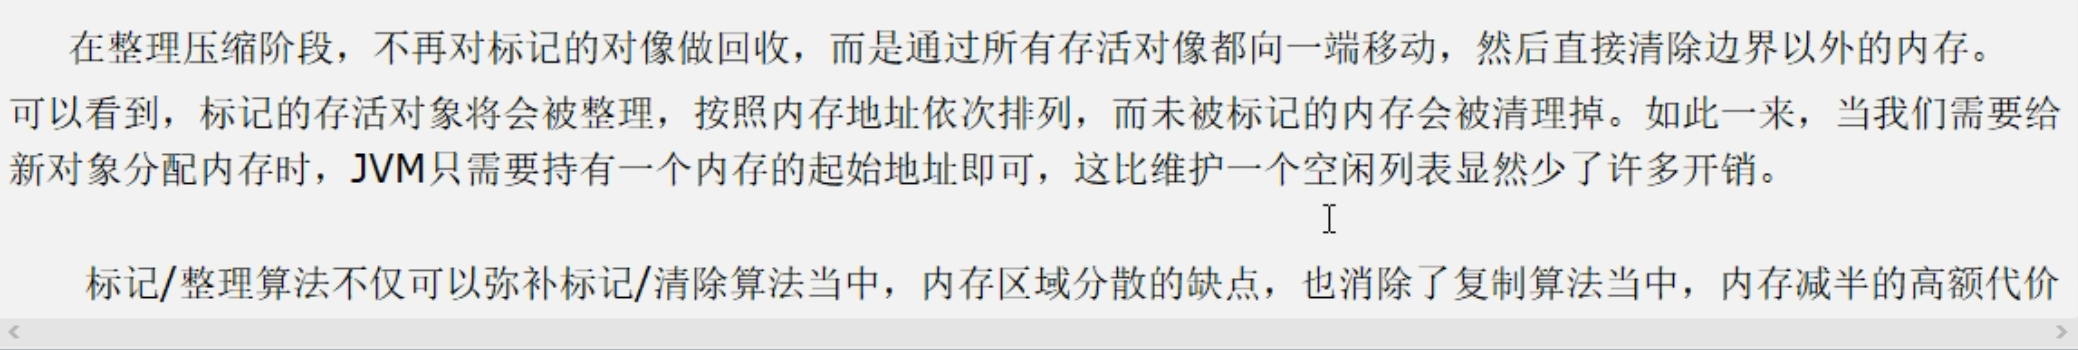 在整理压缩阶段，不再对标记的对像做回收，而是通过所有存活对像都向一端移动，然后直接清除边界以外的内存。
可以看到，标记的存活对象将会被整理，按照内存地址依次排列，而未被标记的内存会被清理掉。如此一来，当我们需要给
新对象分配内存时，JVM只需要持有一个内存的起始地址即可，这比维护一个空闲列表显然少了许多开销。
标记/整理算法不仅可以弥补标记/清除算法当中，内存区域分散的缺点，也消除了复制算法当中，内存减半的高额代价